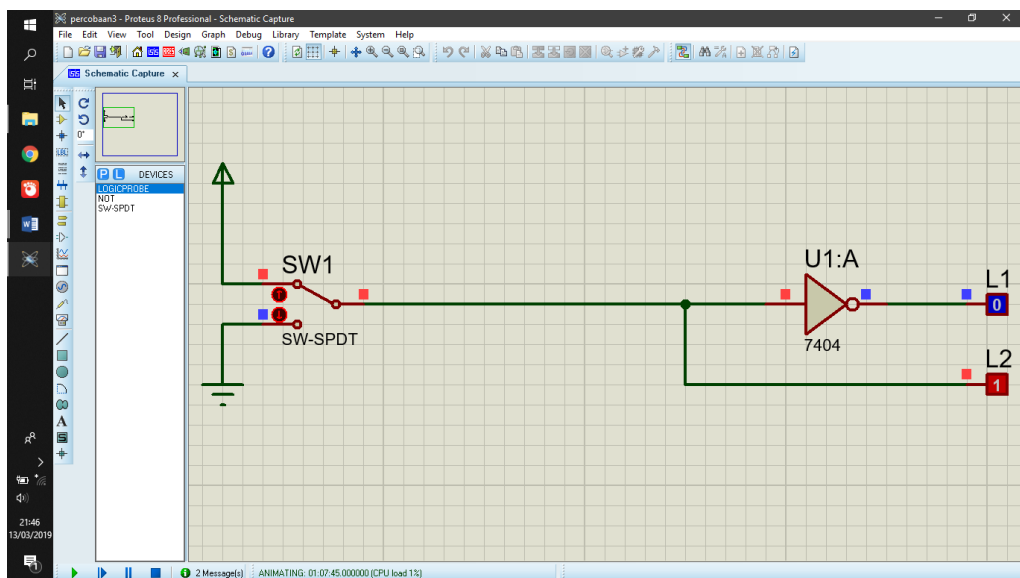 percobaan3 - Proteus 8 Professional - Schematic Capture
File Edit View Tool Design Graph Debug Library Template System Help
Schematic Capture
0°
P L DEVICES
LOGICPROBE
NOT
SW-SPDT
SW1
SW-SPDT
U1:A
7404
L1
0
L2
1
A
21:46
13/03/2019
2 Message(s)
ANIMATING: 01:07:45.000000 (CPU load 1%)